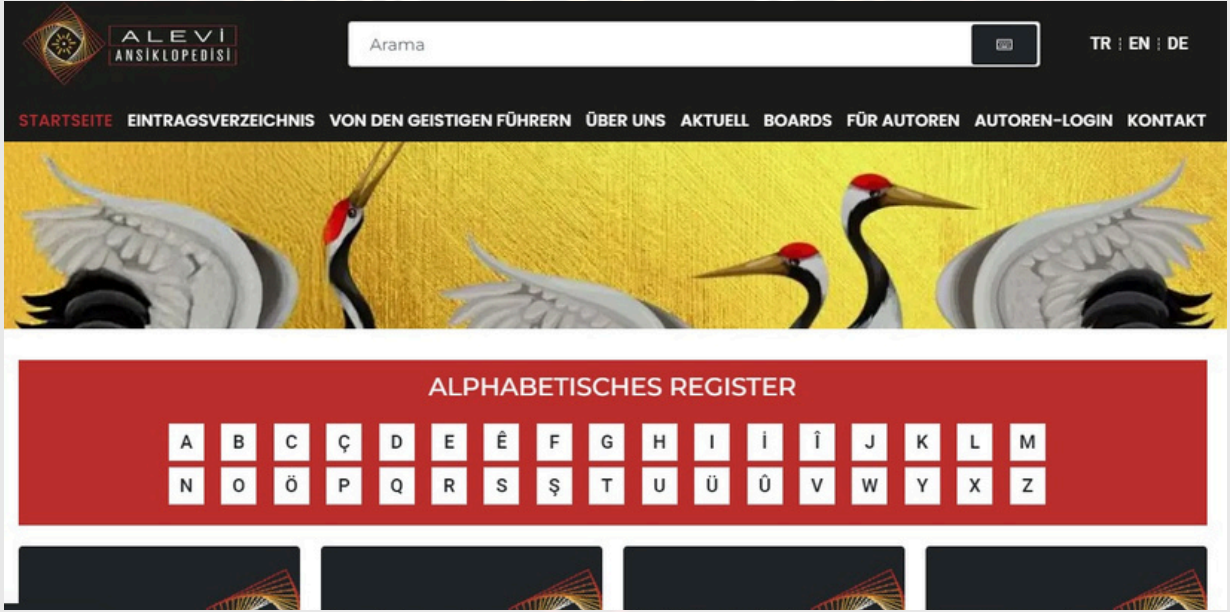 ALEVİ
ANSİKLOPEDİSİ
Arama
TR EN DE
STARTSEITE EINTRAGSVERZEICHNIS VON DEN GEISTIGEN FÜHRERN ÜBER UNS AKTUELL BOARDS FÜR AUTOREN AUTOREN-LOGIN KONTAKT
ALPHABETISCHES REGISTER
A B C Ç D E Ê F G H I İ Î J K L M
N O Ö P Q R S Ş T U Ü Û V W Y X Z